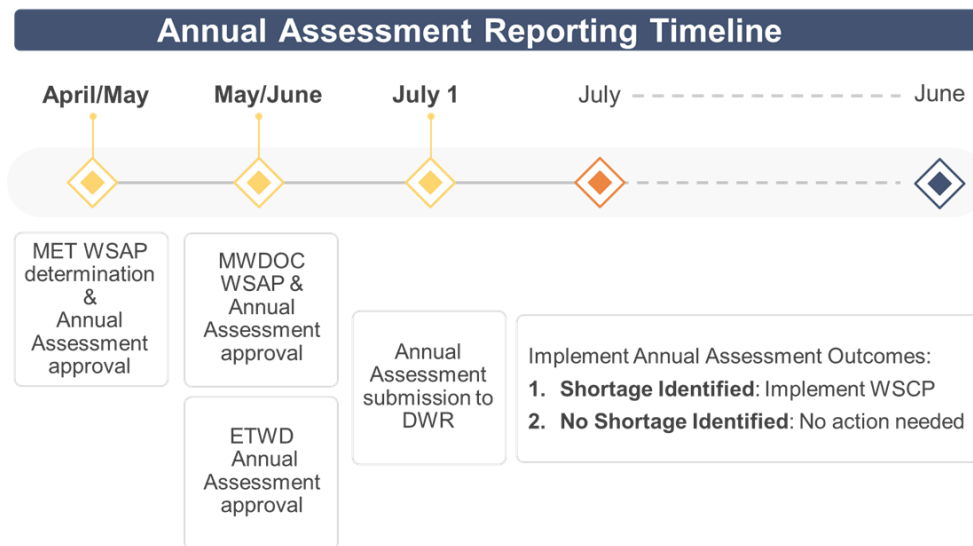 Annual Assessment Reporting Timeline
April/May
May/June
July 1
July
June
MET WSAP
determination
&
Annual
Assessment
approval
MWDOC
WSAP &
Annual
Assessment
approval
ETWD
Annual
Assessment
approval
Annual
Assessment
submission to
DWR
Implement Annual Assessment Outcomes:
1. Shortage Identified: Implement WSCP
2. No Shortage Identified: No action needed